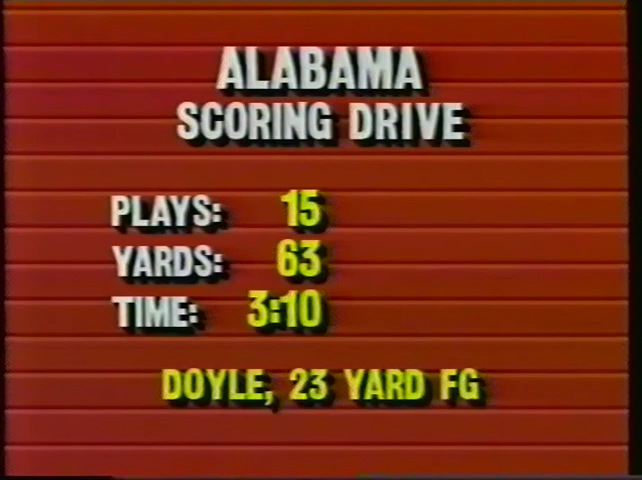 ALABAMA
SCORING DRIVE
PLAYS: 15
YARDS: 63
TIME: 3:10
DOYLE, 23 YARD FG